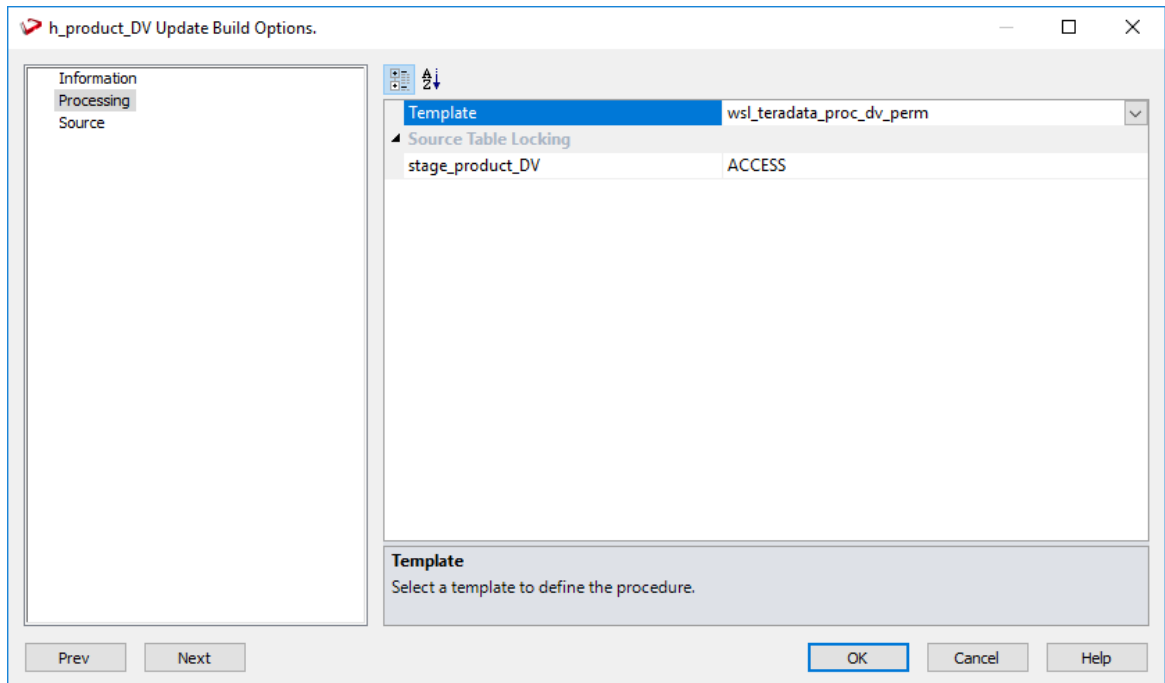 h_product_DV Update Build Options.
Information
Processing
Source
Template wsl_teradata_proc_dv_perm
Source Table Locking
stage_product_DV ACCESS
Template
Select a template to define the procedure.
Prev Next OK Cancel Help